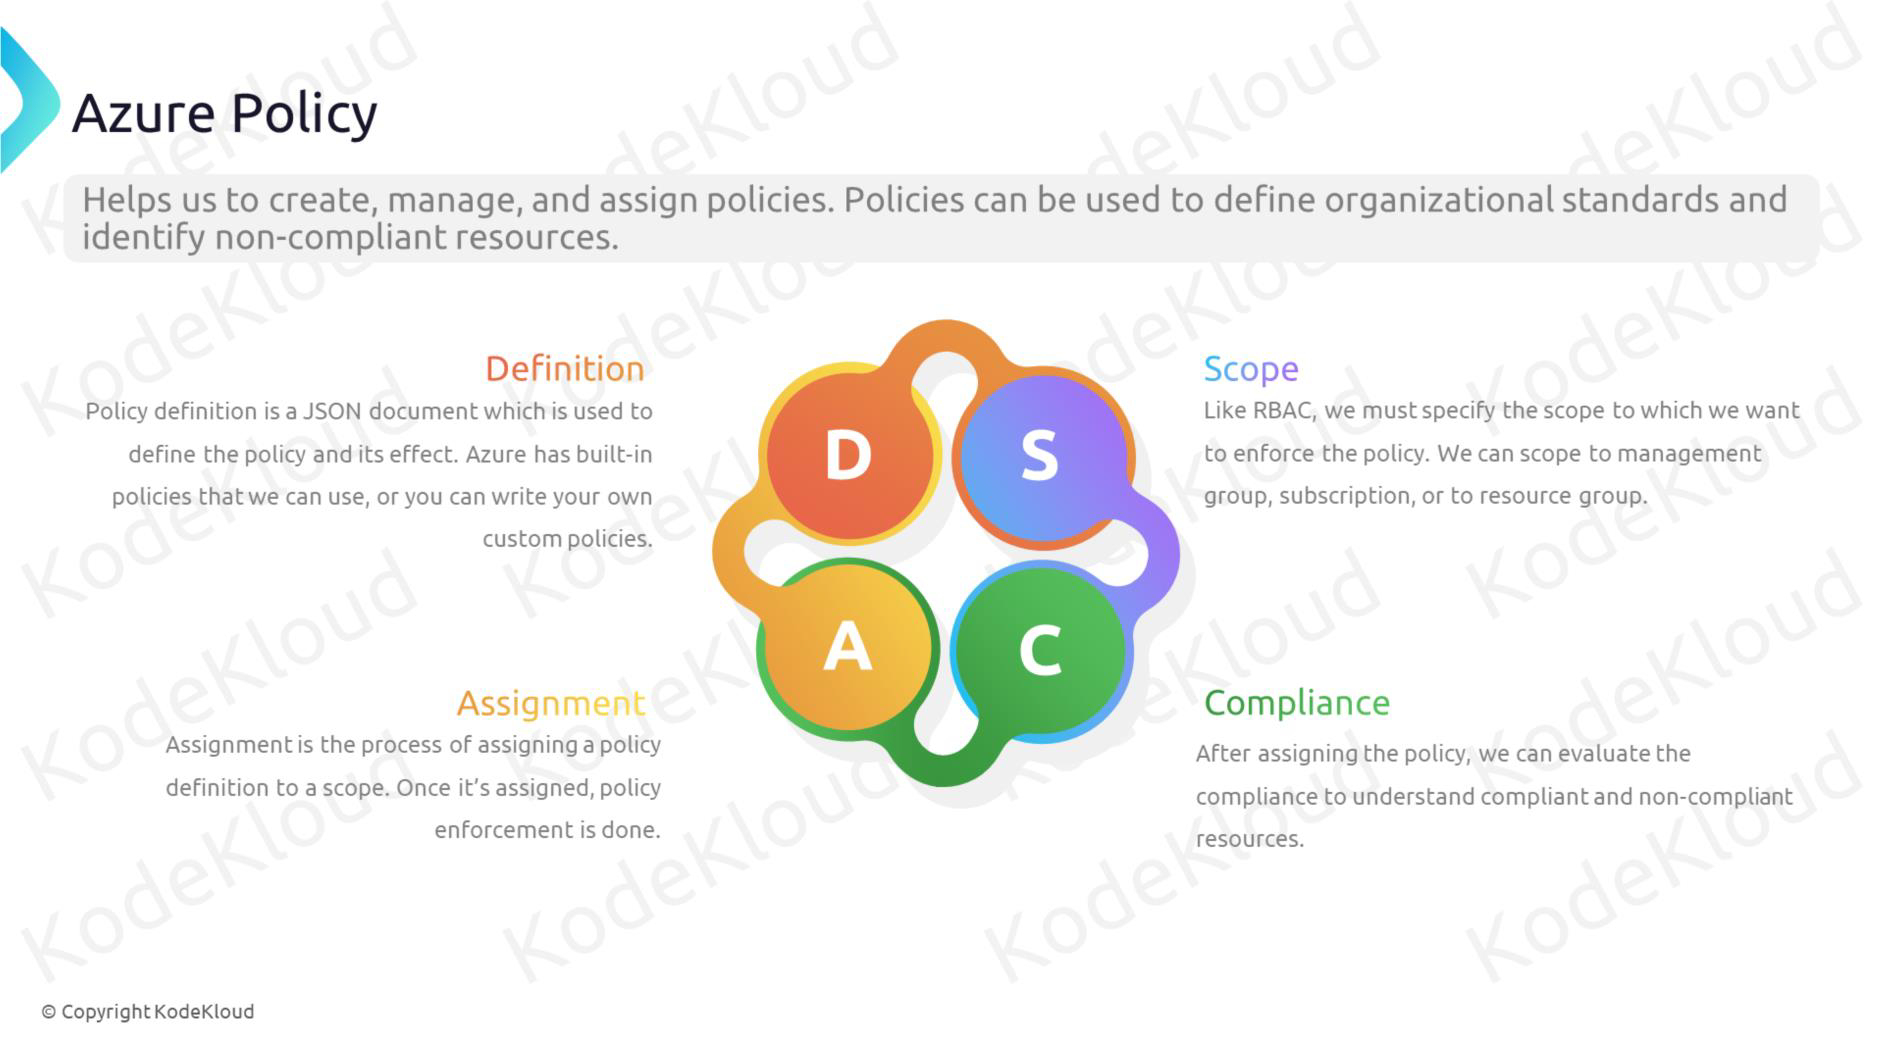 Azure Policy
Helps us to create, manage, and assign policies. Policies can be used to define organizational standards and
identify non-compliant resources.
Definition
Policy definition is a JSON document which is used to
define the policy and its effect. Azure has built-in
policies that we can use, or you can write your own
custom policies.
D
S
Scope
Like RBAC, we must specify the scope to which we want
to enforce the policy. We can scope to management
group, subscription, or to resource group.
Assignment
Assignment is the process of assigning a policy
definition to a scope. Once it’s assigned, policy
enforcement is done.
A
C
Compliance
After assigning the policy, we can evaluate the
compliance to understand compliant and non-compliant
resources.
© Copyright KodeKloud
KodeKloud